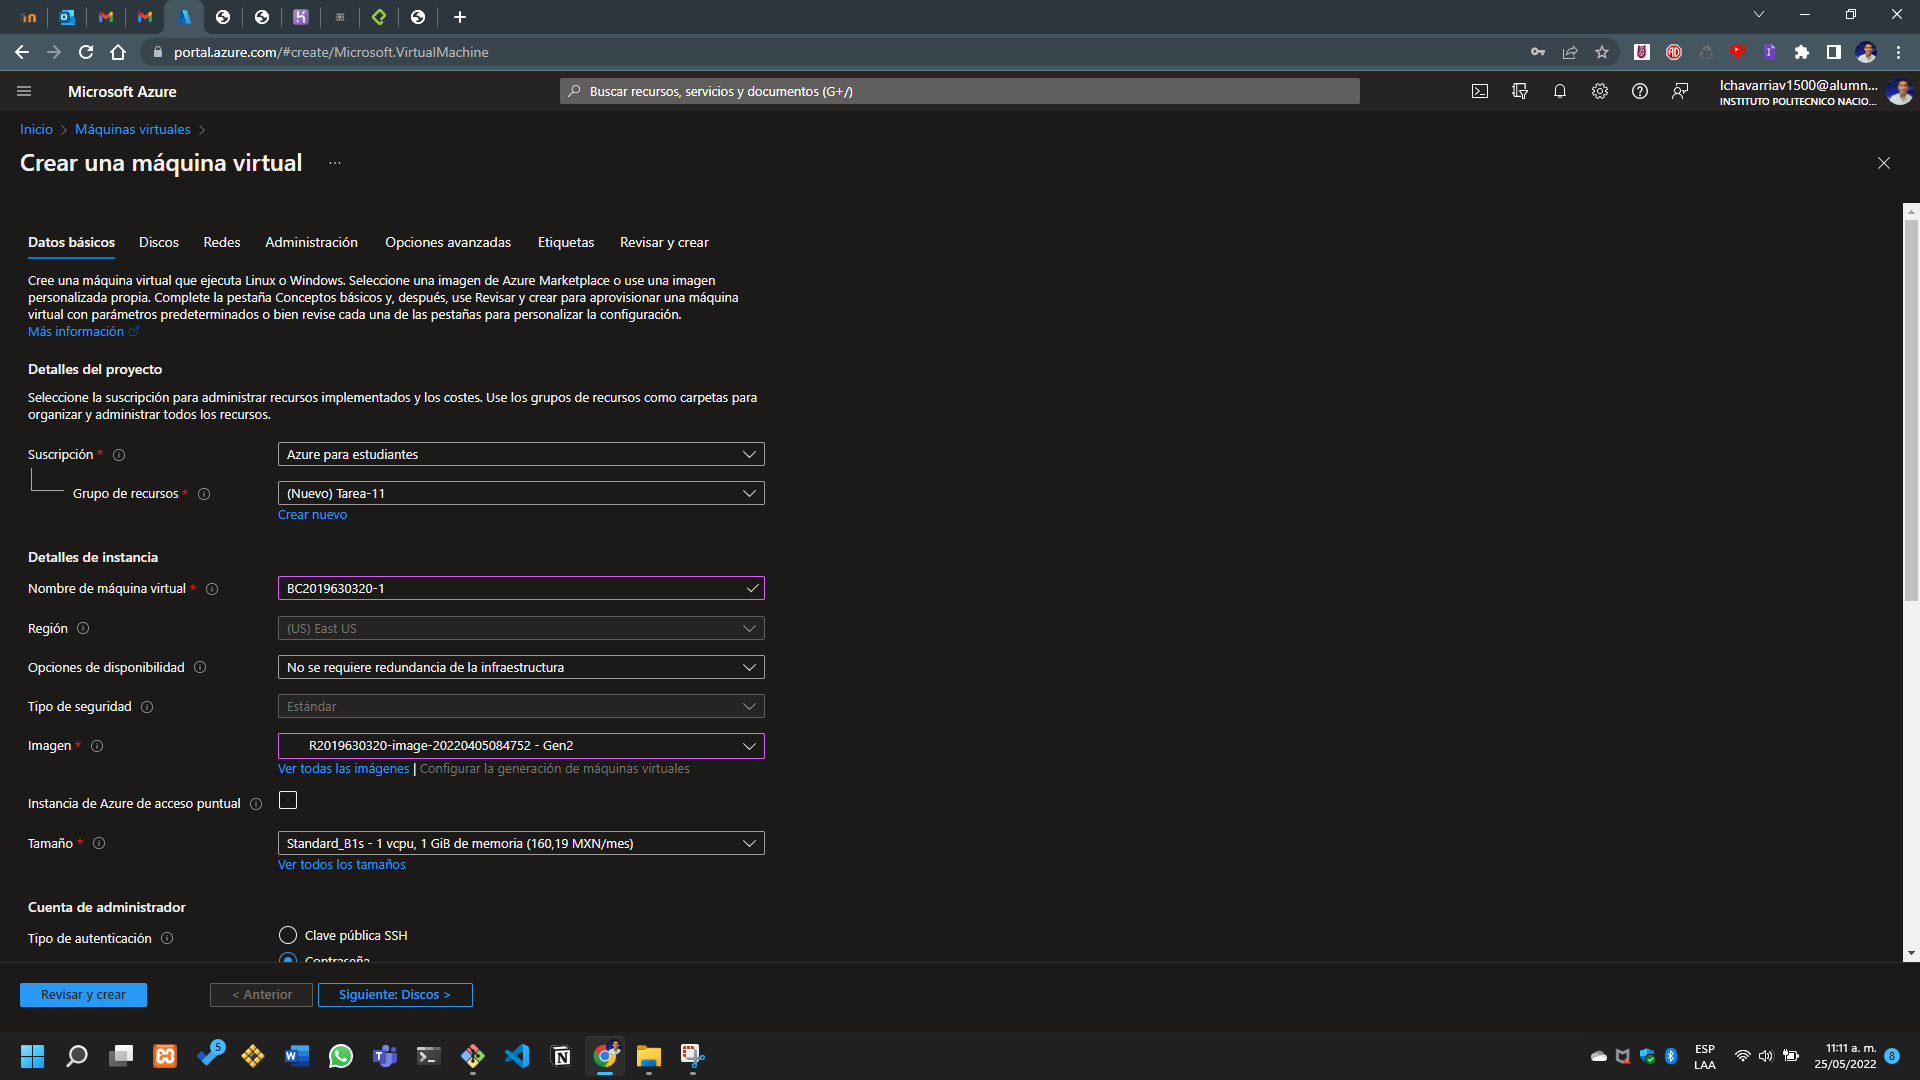 portal.azure.com/#create/Microsoft.VirtualMachine
Microsoft Azure
Buscar recursos, servicios y documentos (G+/)
lchavarriav1500@alumn...
INSTITUTO POLITECNICO NACIO...
Inicio > Máquinas virtuales >
Crear una máquina virtual ...
Datos básicos Discos Redes Administración Opciones avanzadas Etiquetas Revisar y crear
Cree una máquina virtual que ejecuta Linux o Windows. Seleccione una imagen de Azure Marketplace o use una imagen
personalizada propia. Complete la pestaña Conceptos básicos y, después, use Revisar y crear para aprovisionar una máquina
virtual con parámetros predeterminados o bien revise cada una de las pestañas para personalizar la configuración.
Más información
Detalles del proyecto
Seleccione la suscripción para administrar recursos implementados y los costes. Use los grupos de recursos como carpetas para
organizar y administrar todos los recursos.
Suscripción * Azure para estudiantes
Grupo de recursos * (Nuevo) Tarea-11
Crear nuevo
Detalles de instancia
Nombre de máquina virtual * BC2019630320-1
Región (US) East US
Opciones de disponibilidad No se requiere redundancia de la infraestructura
Tipo de seguridad Estándar
Imagen * R2019630320-image-20220405084752 - Gen2
Ver todas las imágenes | Configurar la generación de máquinas virtuales
Instancia de Azure de acceso puntual
Tamaño * Standard_B1s - 1 vcpu, 1 GiB de memoria (160,19 MXN/mes)
Ver todos los tamaños
Cuenta de administrador
Tipo de autenticación Clave pública SSH
Contraseña
Revisar y crear < Anterior Siguiente: Discos >
5
ESP
LAA
11:11 a. m.
25/05/2022
8